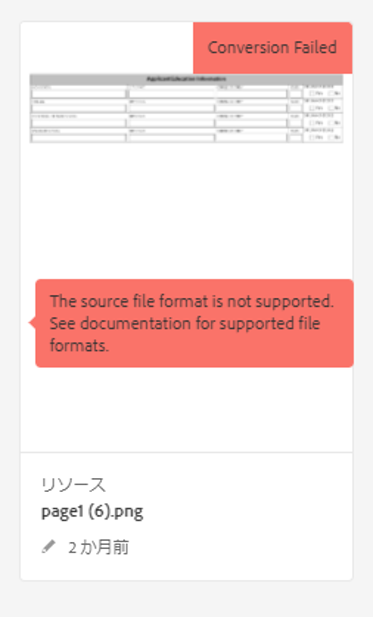 Conversion Failed
Applicant Education Information
The source file format is not supported.
See documentation for supported file
formats.
リソース
page1 (6).png
2 か月前